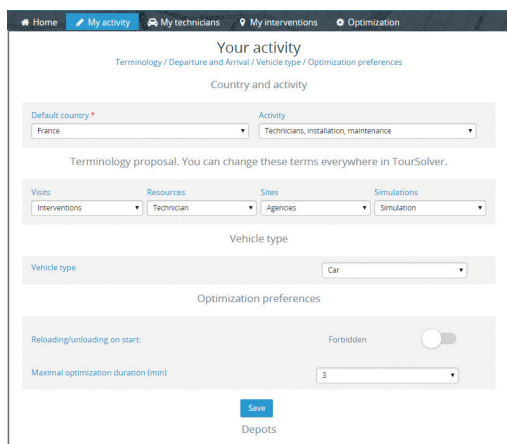 Home My activity My technicians My interventions Optimization
Your activity
Terminology / Departure and Arrival / Vehicle type / Optimization preferences
Country and activity
Default country * Activity
France Technicians, installation, maintenance
Terminology proposal. You can change these terms everywhere in TourSolver.
Visits Resources Sites Simulations
Interventions Technician Agencies Simulation
Vehicle type
Vehicle type Car
Optimization preferences
Reloading/unloading on start: Forbidden
Maximal optimization duration (min) 3
Save
Depots